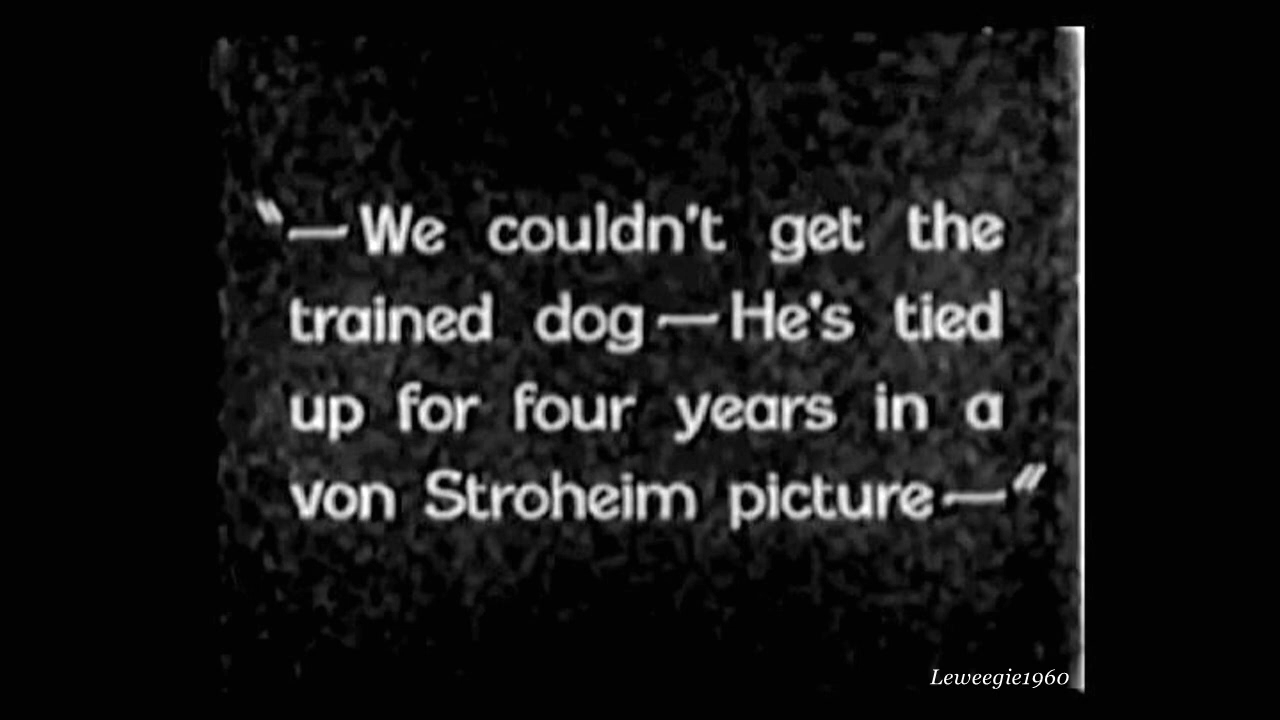 "—We couldn't get the
trained dog—He's tied
up for four years in a
von Stroheim picture—"
Leweegie1960